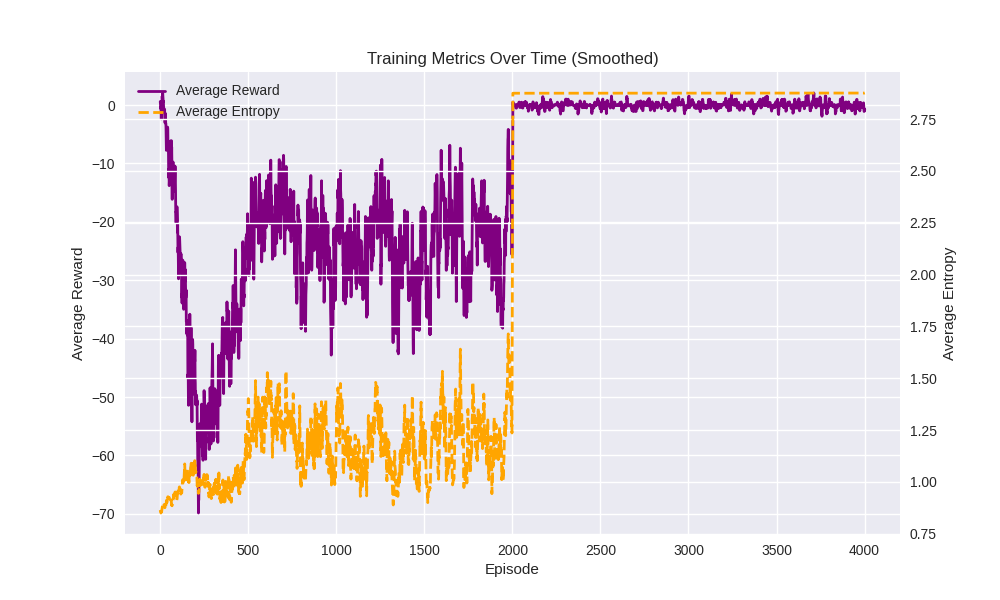 Training Metrics Over Time (Smoothed)
Average Reward
Average Entropy
0
−10
−20
−30
−40
−50
−60
−70
Average Reward
2.75
2.50
2.25
2.00
1.75
1.50
1.25
1.00
0.75
Average Entropy
0 500 1000 1500 2000 2500 3000 3500 4000
Episode